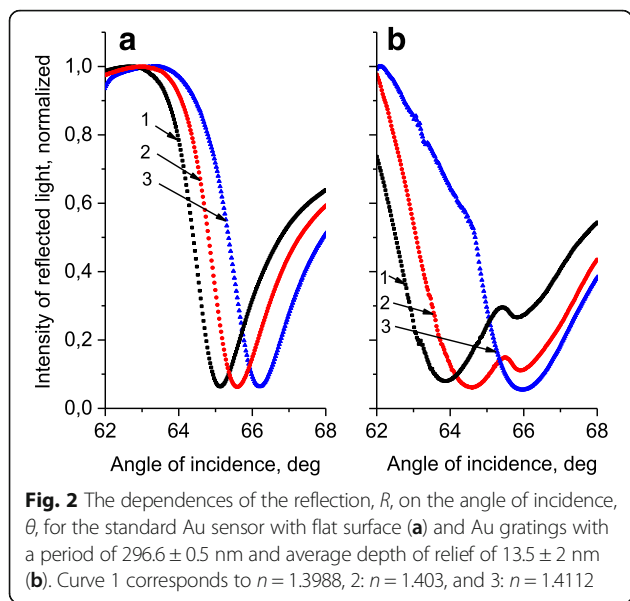 a
b
1,0
0,8
0,6
0,4
0,2
0,0
Intensity of reflected light, normalized
1
2
3
1
2
3
62 64 66 68
62 64 66 68
Angle of incidence, deg
Angle of incidence, deg
Fig. 2 The dependences of the reflection, R, on the angle of incidence,
θ, for the standard Au sensor with flat surface (a) and Au gratings with
a period of 296.6 ± 0.5 nm and average depth of relief of 13.5 ± 2 nm
(b). Curve 1 corresponds to n = 1.3988, 2: n = 1.403, and 3: n = 1.4112